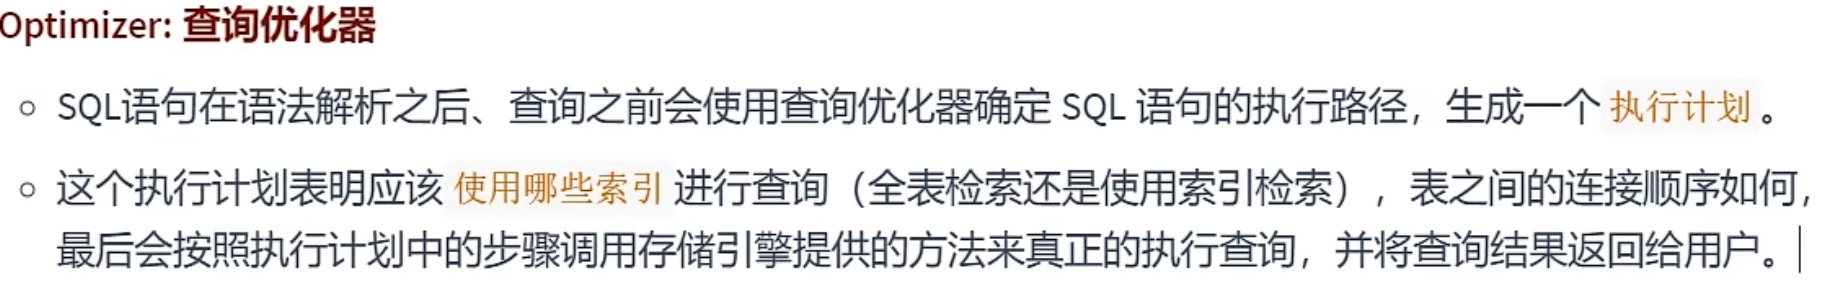 Optimizer: 查询优化器
SQL语句在语法解析之后、查询之前会使用查询优化器确定 SQL 语句的执行路径，生成一个 执行计划 。
这个执行计划表明应该 使用哪些索引 进行查询（全表检索还是使用索引检索），表之间的连接顺序如何，
最后会按照执行计划中的步骤调用存储引擎提供的方法来真正的执行查询，并将查询结果返回给用户。